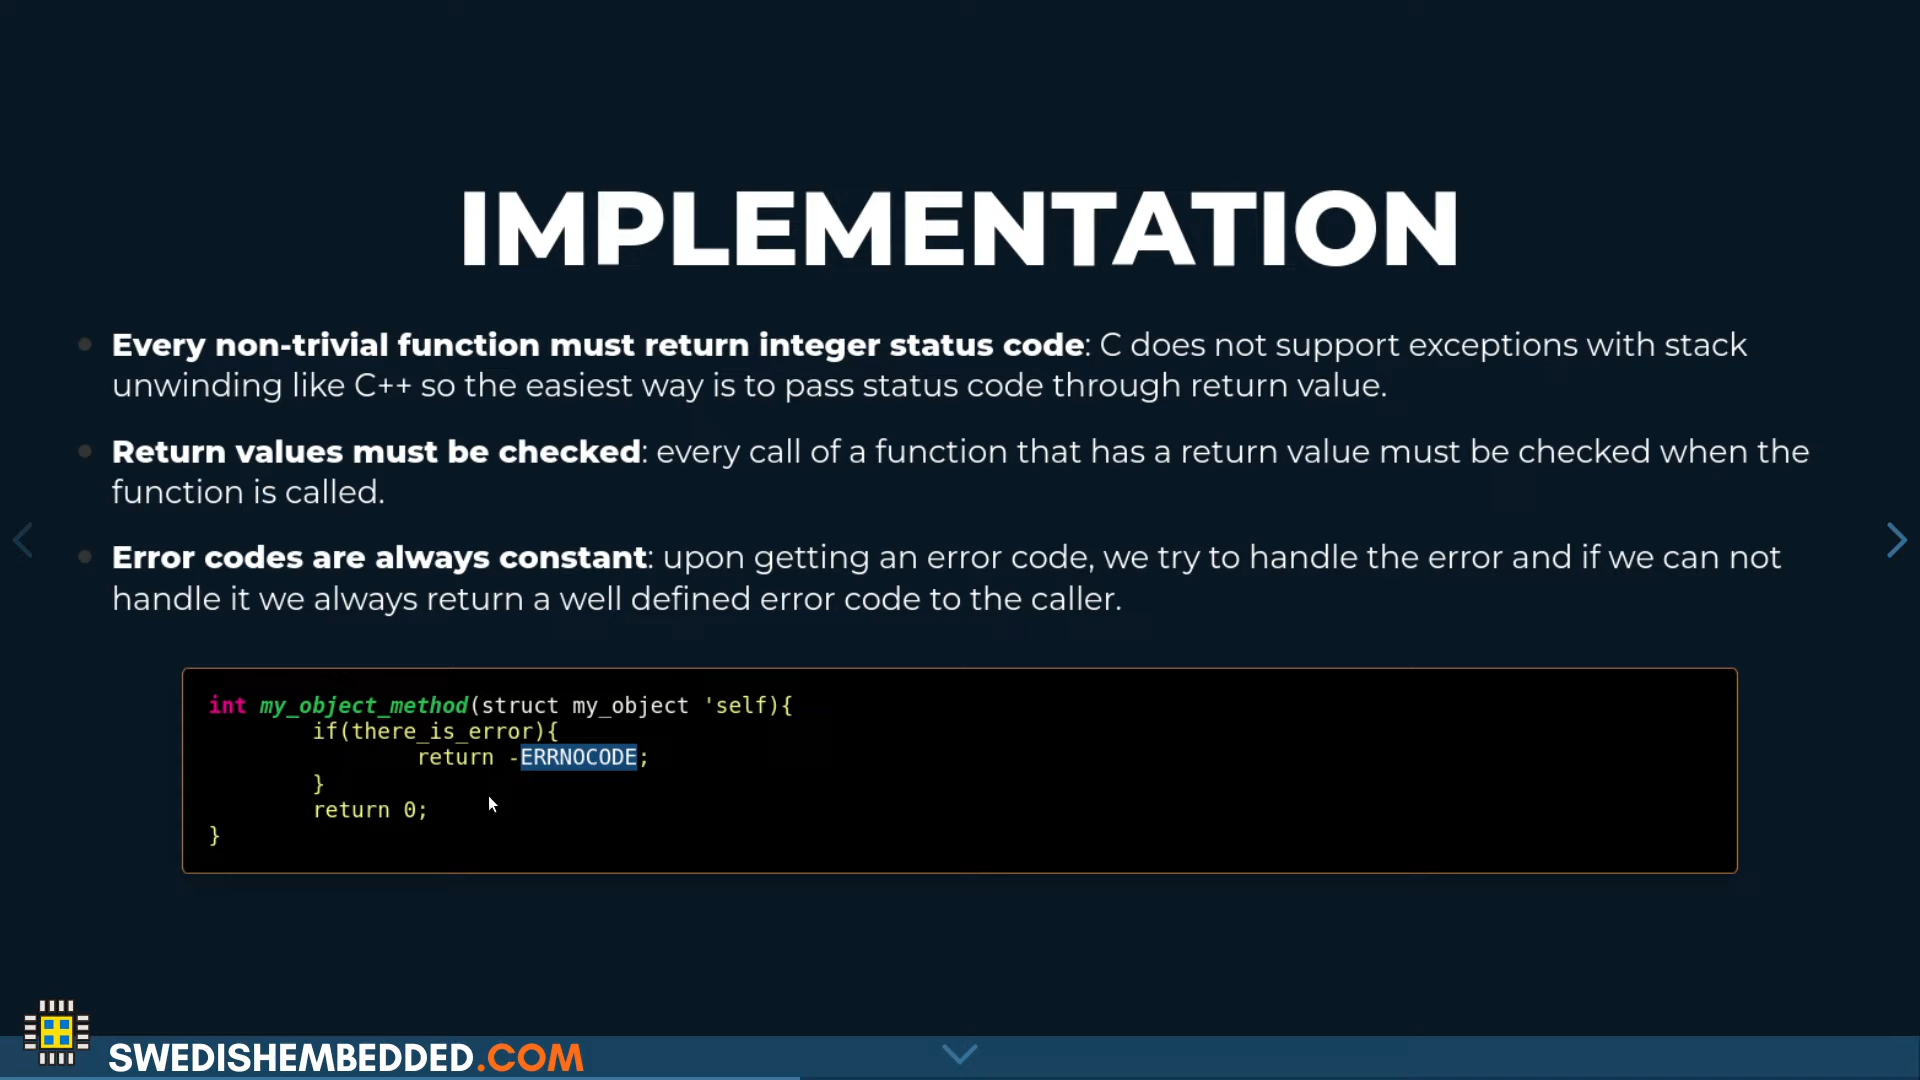 IMPLEMENTATION
Every non-trivial function must return integer status code: C does not support exceptions with stack
unwinding like C++ so the easiest way is to pass status code through return value.
Return values must be checked: every call of a function that has a return value must be checked when the
function is called.
Error codes are always constant: upon getting an error code, we try to handle the error and if we can not
handle it we always return a well defined error code to the caller.
int my_object_method(struct my_object 'self){
if(there_is_error){
return -ERRNOCODE;
}
return 0;
}
SWEDISHEMBEDDED.COM